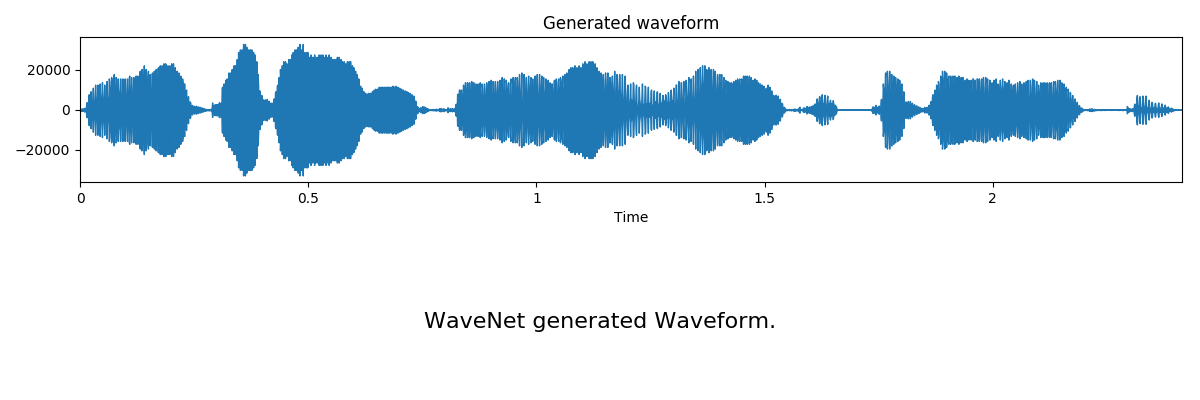 Generated waveform
20000
0
−20000
0 0.5 1 1.5 2
Time
WaveNet generated Waveform.